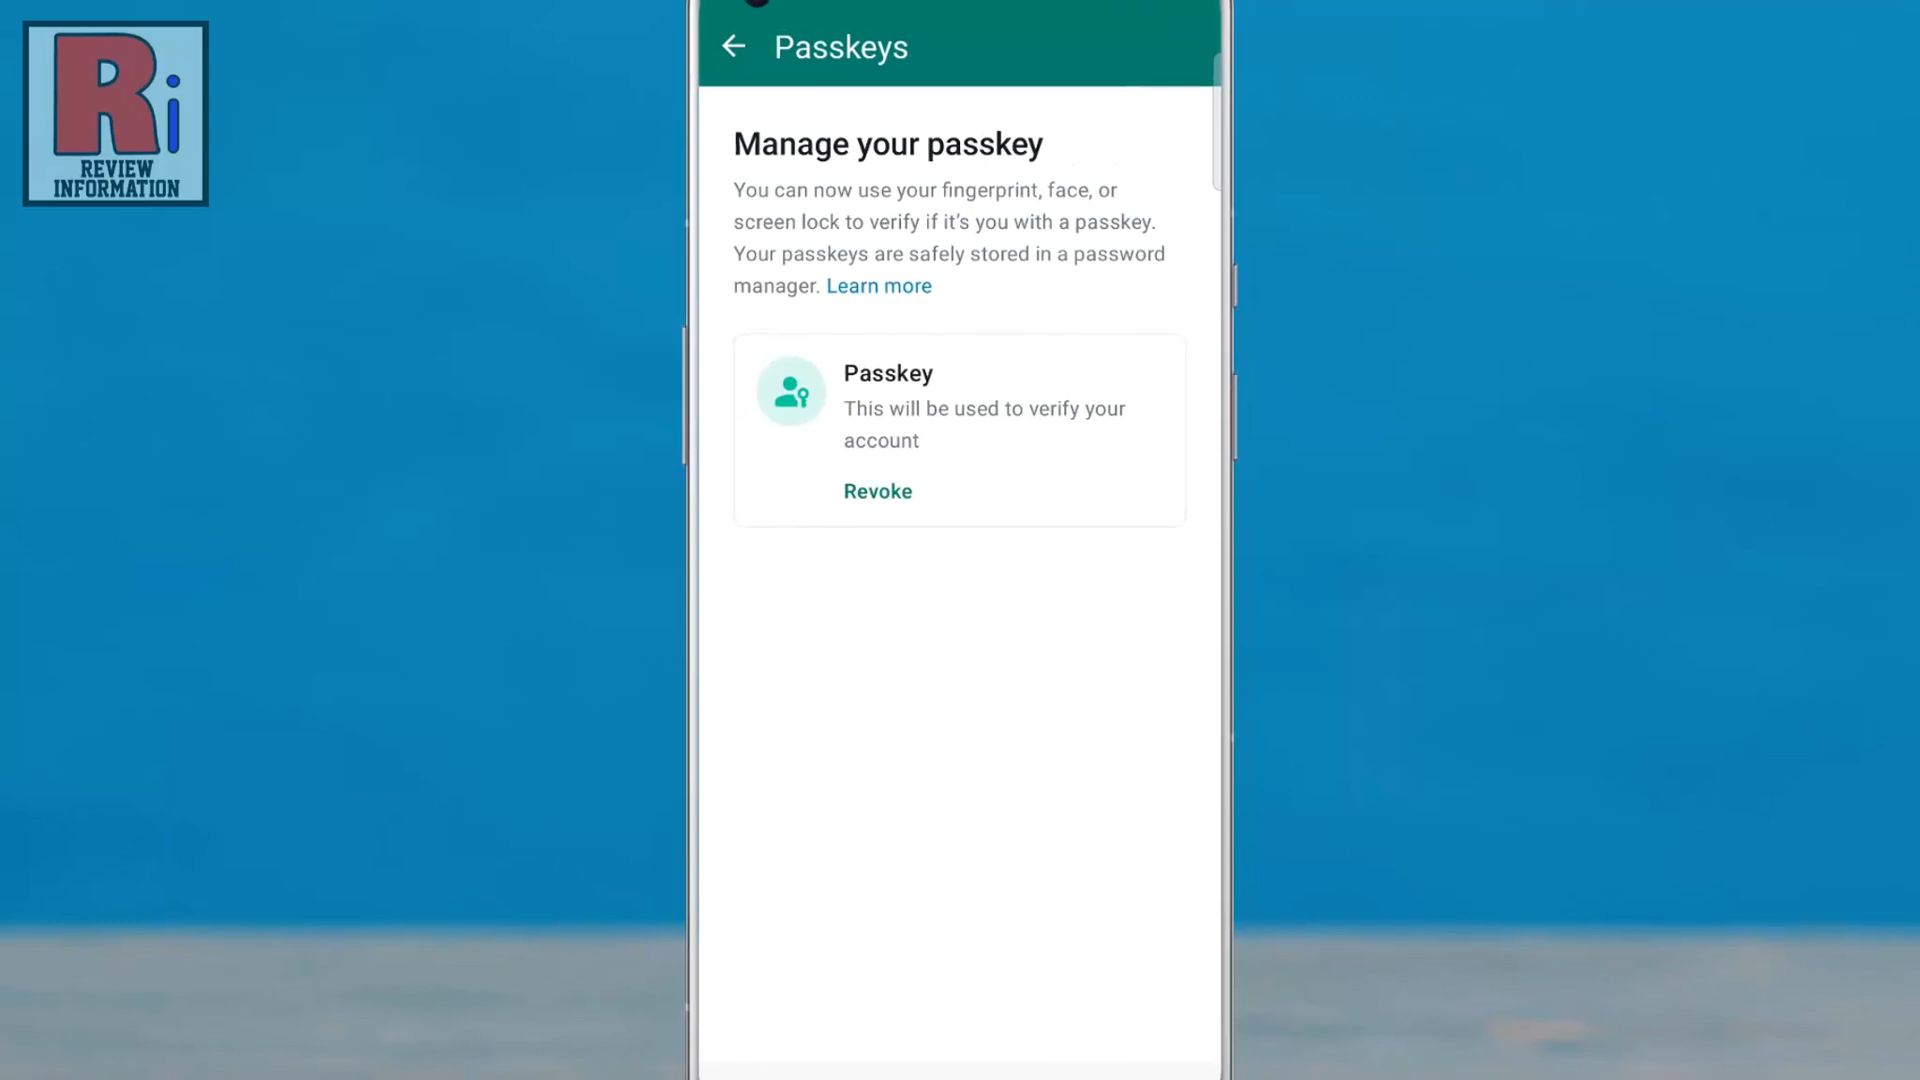 Ri
REVIEW
INFORMATION
Passkeys
Manage your passkey
You can now use your fingerprint, face, or
screen lock to verify if it’s you with a passkey.
Your passkeys are safely stored in a password
manager. Learn more
Passkey
This will be used to verify your
account
Revoke